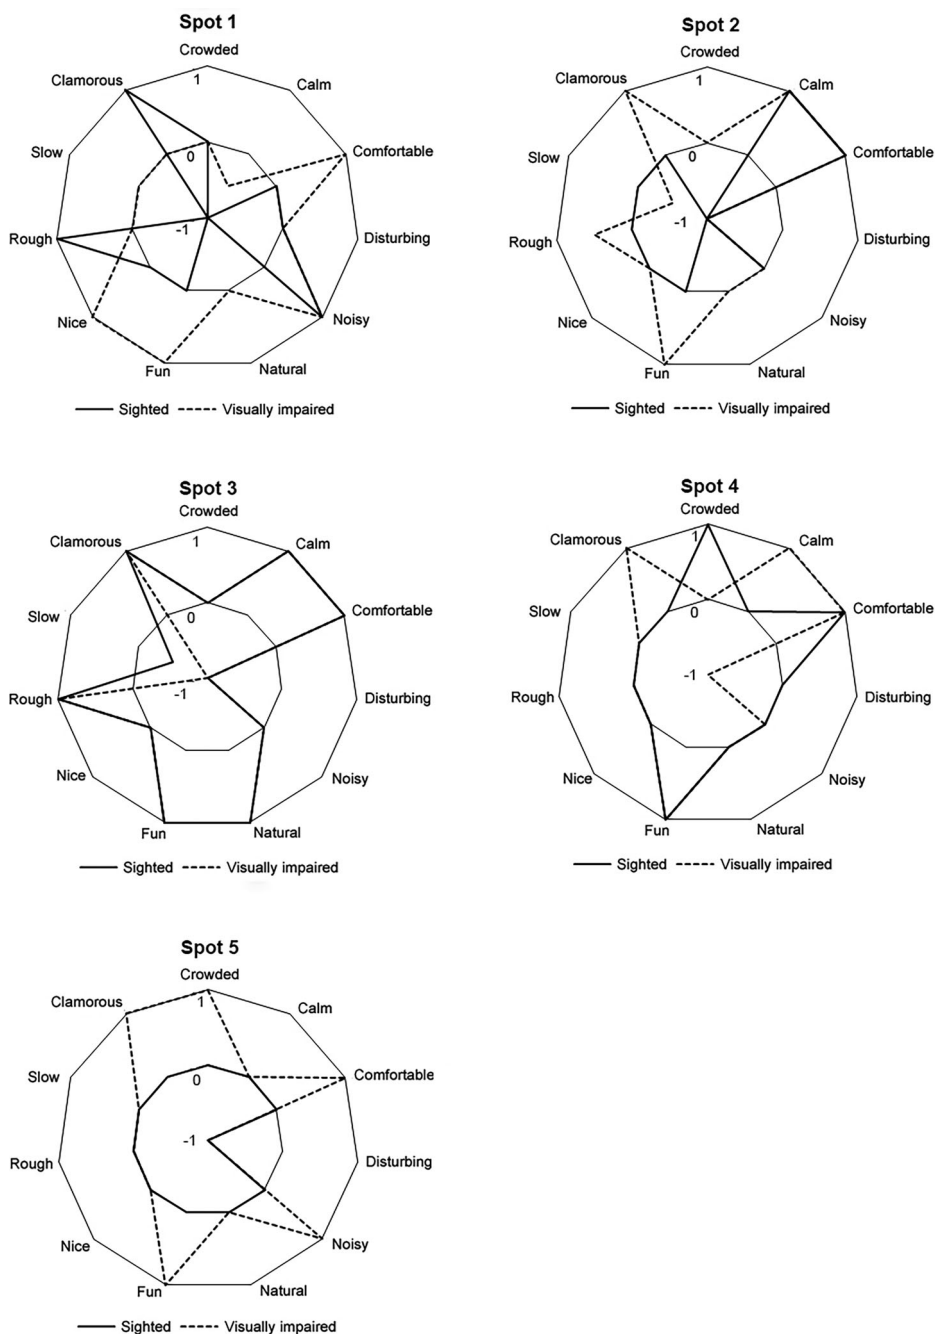 Spot 1
Crowded
1
Clamorous
Calm
Slow
0
Comfortable
Rough
-1
Disturbing
Nice
Noisy
Fun
Natural
Sighted
Visually impaired
Spot 2
Crowded
1
Clamorous
Calm
Slow
0
Comfortable
Rough
-1
Disturbing
Nice
Noisy
Fun
Natural
Sighted
Visually impaired
Spot 3
Crowded
1
Clamorous
Calm
Slow
0
Comfortable
Rough
-1
Disturbing
Nice
Noisy
Fun
Natural
Sighted
Visually impaired
Spot 4
Crowded
1
Clamorous
Calm
Slow
0
Comfortable
Rough
-1
Disturbing
Nice
Noisy
Fun
Natural
Sighted
Visually impaired
Spot 5
Crowded
1
Clamorous
Calm
Slow
0
Comfortable
Rough
-1
Disturbing
Nice
Noisy
Fun
Natural
Sighted
Visually impaired